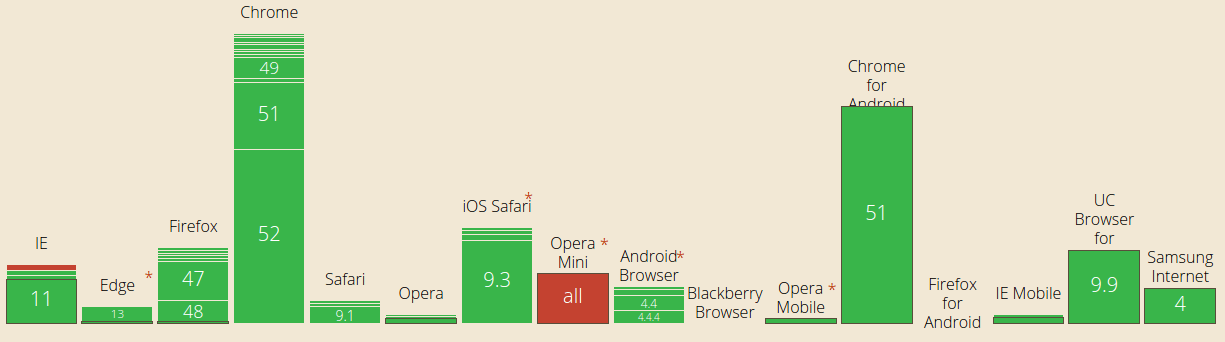 Chrome
49
51
52
Chrome
for
Android
51
IE
11
Edge *
13
Firefox
47
48
Safari
9.1
Opera
iOS Safari *
9.3
Opera *
Mini
all
Android*
Browser
4.4
4.4.4
Blackberry
Browser
Opera *
Mobile
Firefox
for
Android
IE Mobile
UC
Browser
for
9.9
Samsung
Internet
4